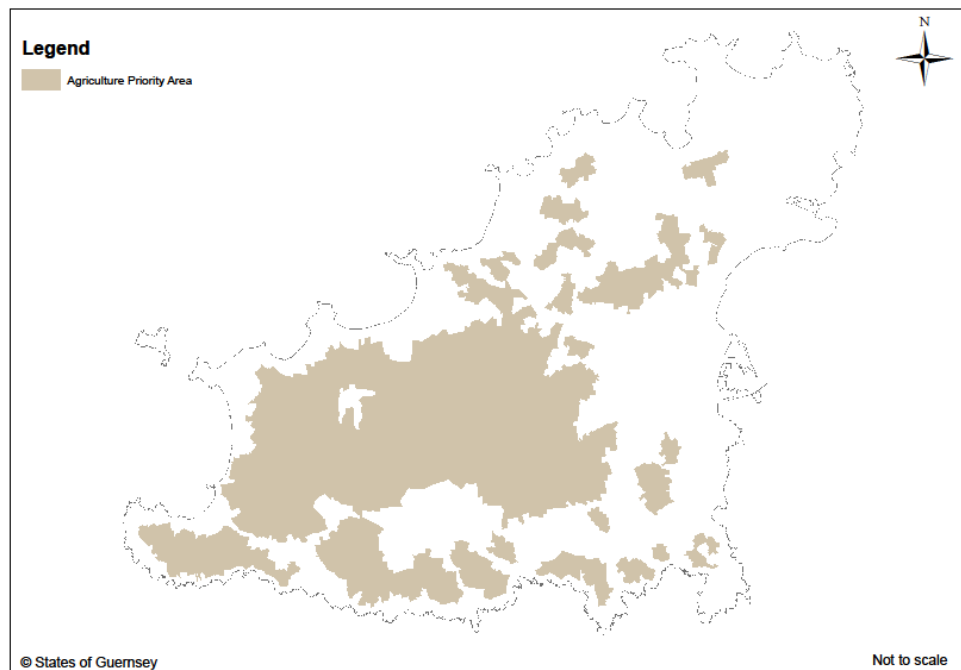 N
Legend
Agriculture Priority Area
© States of Guernsey
Not to scale